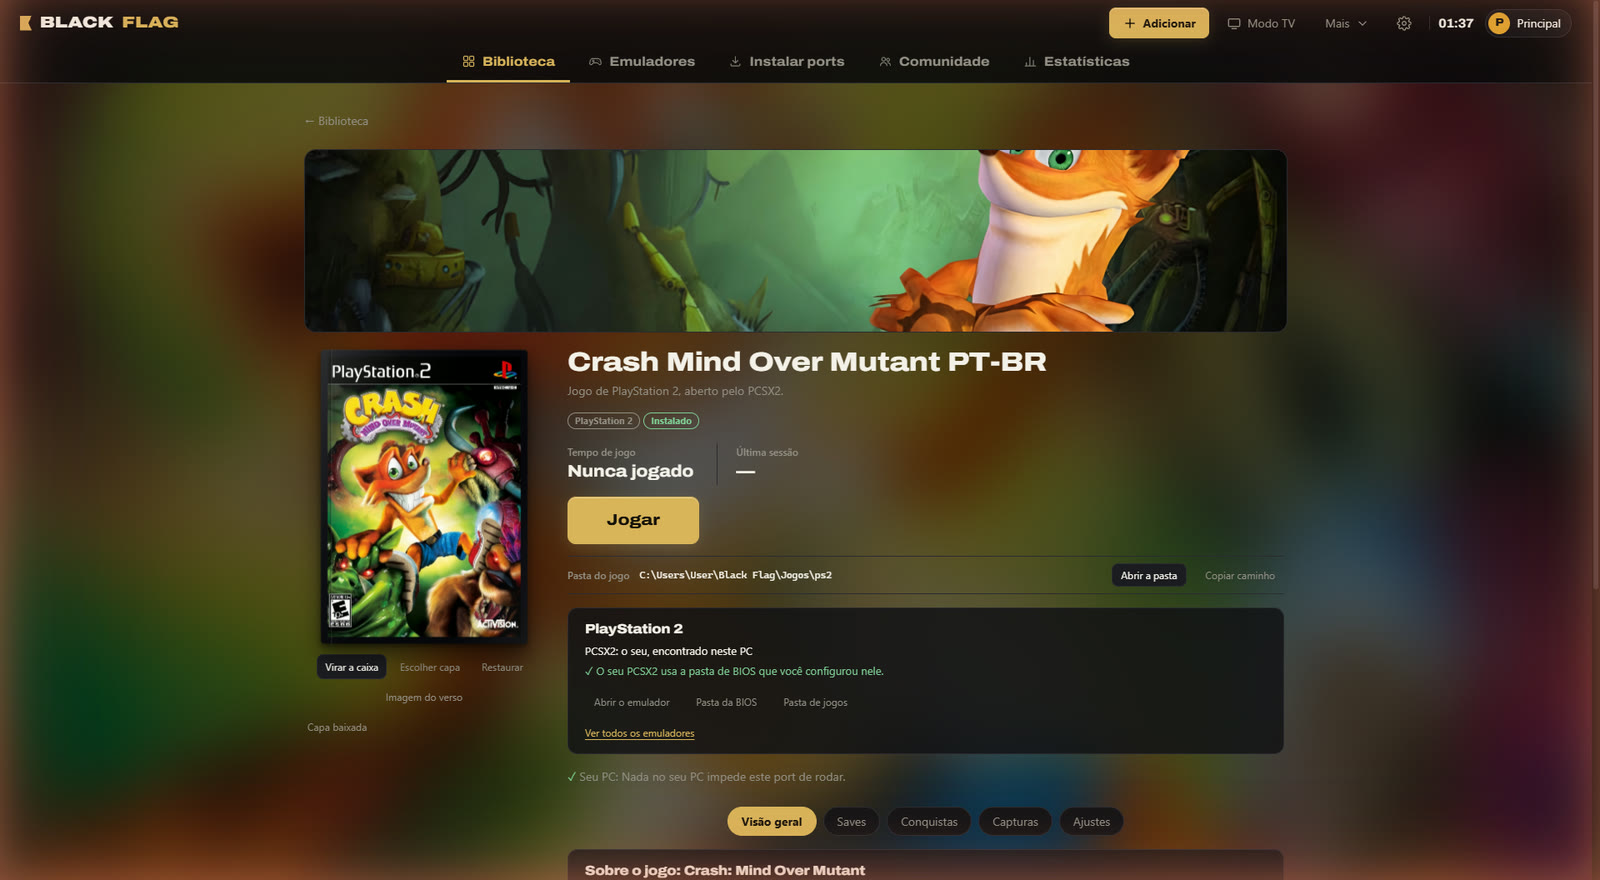 BLACK FLAG
Adicionar
Modo TV
Mais
01:37
P
Principal
Biblioteca
Emuladores
Instalar ports
Comunidade
Estatísticas
← Biblioteca
PlayStation 2
CRASH
MIND OVER MUTANT
E
ACTIVISION
Crash Mind Over Mutant PT-BR
Jogo de PlayStation 2, aberto pelo PCSX2.
PlayStation 2
Instalado
Tempo de jogo
Nunca jogado
Última sessão
—
Jogar
Pasta do jogo C:\Users\User\Black Flag\Jogos\ps2
Abrir a pasta
Copiar caminho
Virar a caixa
Escolher capa
Restaurar
Imagem do verso
Capa baixada
PlayStation 2
PCSX2: o seu, encontrado neste PC
✓ O seu PCSX2 usa a pasta de BIOS que você configurou nele.
Abrir o emulador
Pasta da BIOS
Pasta de jogos
Ver todos os emuladores
✓ Seu PC: Nada no seu PC impede este port de rodar.
Visão geral
Saves
Conquistas
Capturas
Ajustes
Sobre o jogo: Crash: Mind Over Mutant